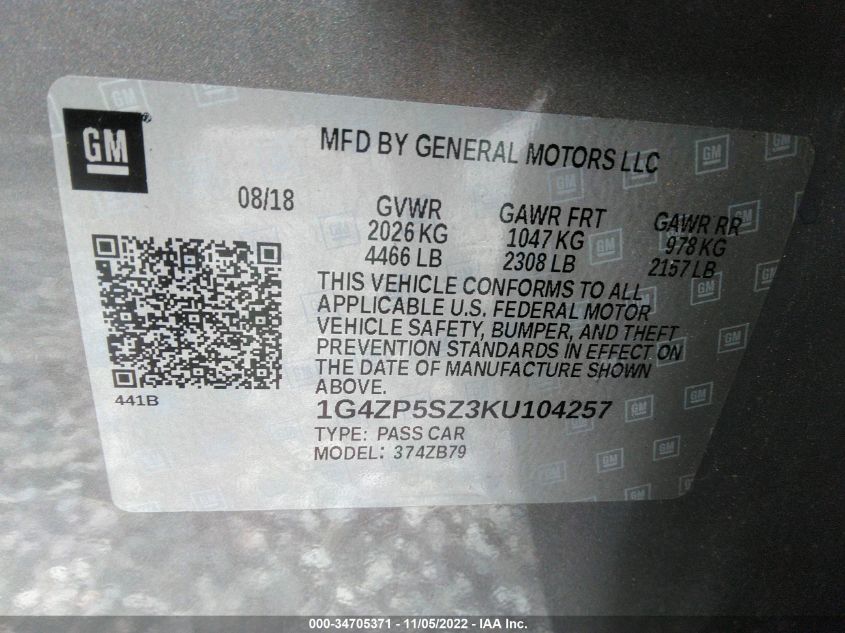 GM
MFD BY GENERAL MOTORS LLC
08/18
GVWR
2026 KG
4466 LB
GAWR FRT
1047 KG
2308 LB
GAWR RR
978 KG
2157 LB
THIS VEHICLE CONFORMS TO ALL
APPLICABLE U.S. FEDERAL MOTOR
VEHICLE SAFETY, BUMPER, AND THEFT
PREVENTION STANDARDS IN EFFECT ON
THE DATE OF MANUFACTURE SHOWN
ABOVE.
441B
1G4ZP5SZ3KU104257
TYPE: PASS CAR
MODEL: 374ZB79
000-34705371 - 11/05/2022 - IAA Inc.